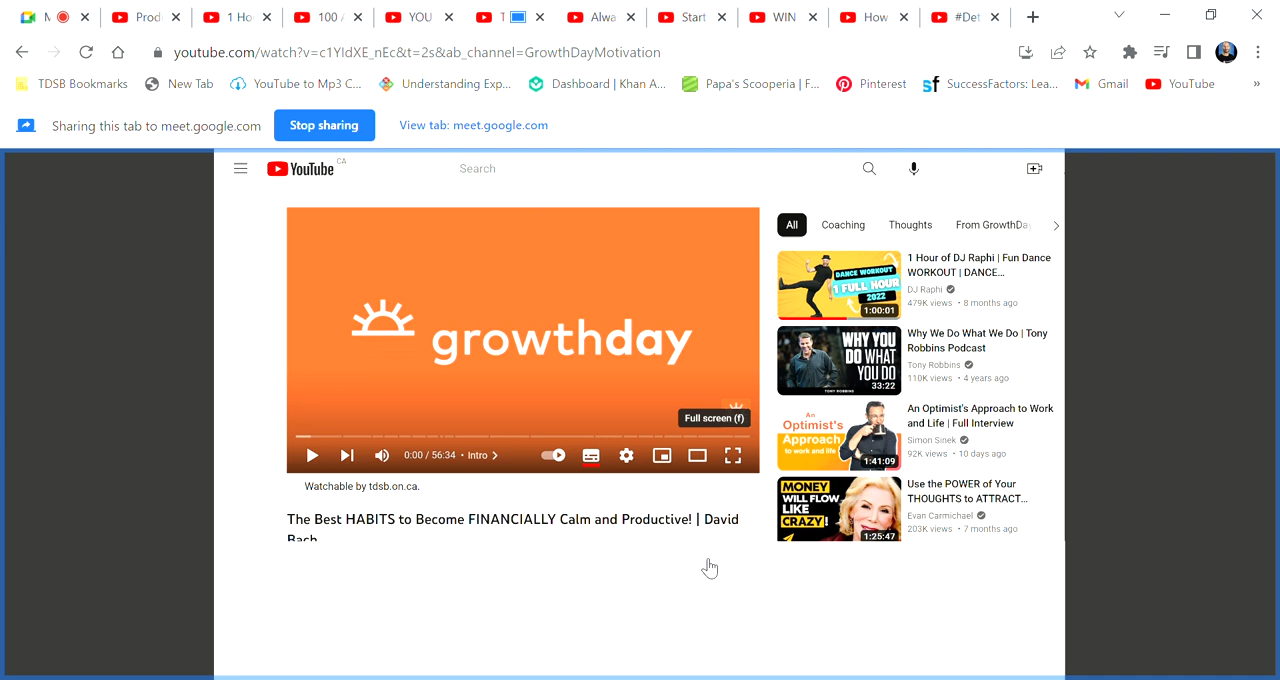 M
Prod
1 Ho
100 /
YOU
T
Alwa
Start
WIN
How
#Det
youtube.com/watch?v=c1YIdXE_nEc&t=2s&ab_channel=GrowthDayMotivation
TDSB Bookmarks
New Tab
YouTube to Mp3 C...
Understanding Exp...
Dashboard | Khan A...
Papa's Scooperia | F...
Pinterest
sf SuccessFactors: Lea...
Gmail
YouTube
»
Sharing this tab to meet.google.com
Stop sharing
View tab: meet.google.com
YouTube CA
Search
growthday
Full screen (f)
0:00 / 56:34 • Intro
Watchable by tdsb.on.ca.
The Best HABITS to Become FINANCIALLY Calm and Productive! | David
Bach
All
Coaching
Thoughts
From GrowthDa
DANCE WORKOUT
1 FULL HOUR
2022
1:00:01
1 Hour of DJ Raphi | Fun Dance
WORKOUT | DANCE...
DJ Raphi
479K views • 8 months ago
WHY YOU
DO WHAT
YOU DO
33:22
TONY ROBBINS
Why We Do What We Do | Tony
Robbins Podcast
Tony Robbins
110K views • 4 years ago
An
Optimist's
Approach
to work and life
1:41:09
An Optimist's Approach to Work
and Life | Full Interview
Simon Sinek
92K views • 10 days ago
MONEY
WILL FLOW
LIKE
CRAZY!
1:25:47
Use the POWER of Your
THOUGHTS to ATTRACT...
Evan Carmichael
203K views • 7 months ago